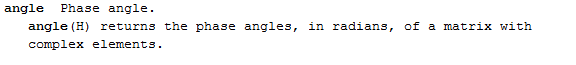 angle  Phase angle.
angle(H) returns the phase angles, in radians, of a matrix with
complex elements.